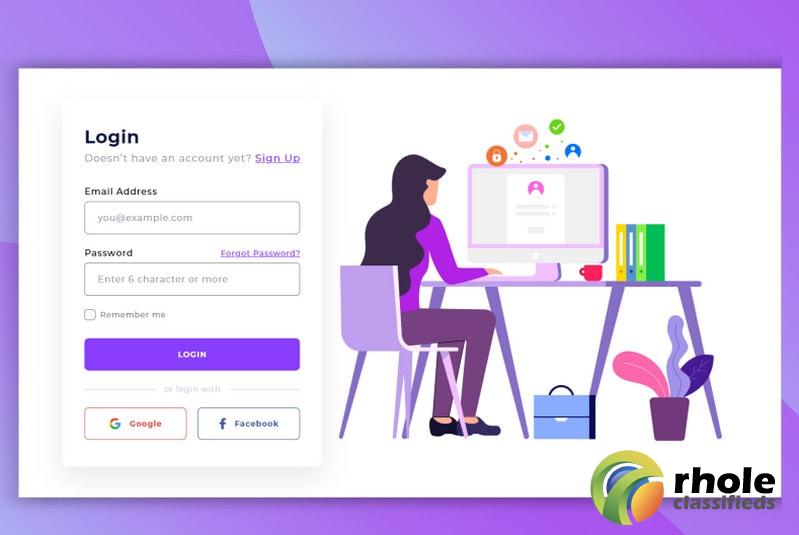 Login
Doesn't have an account yet? Sign Up
Email Address
you@example.com
Password Forgot Password?
Enter 6 character or more
Remember me
LOGIN
or login with
Google Facebook
rhole
classifieds